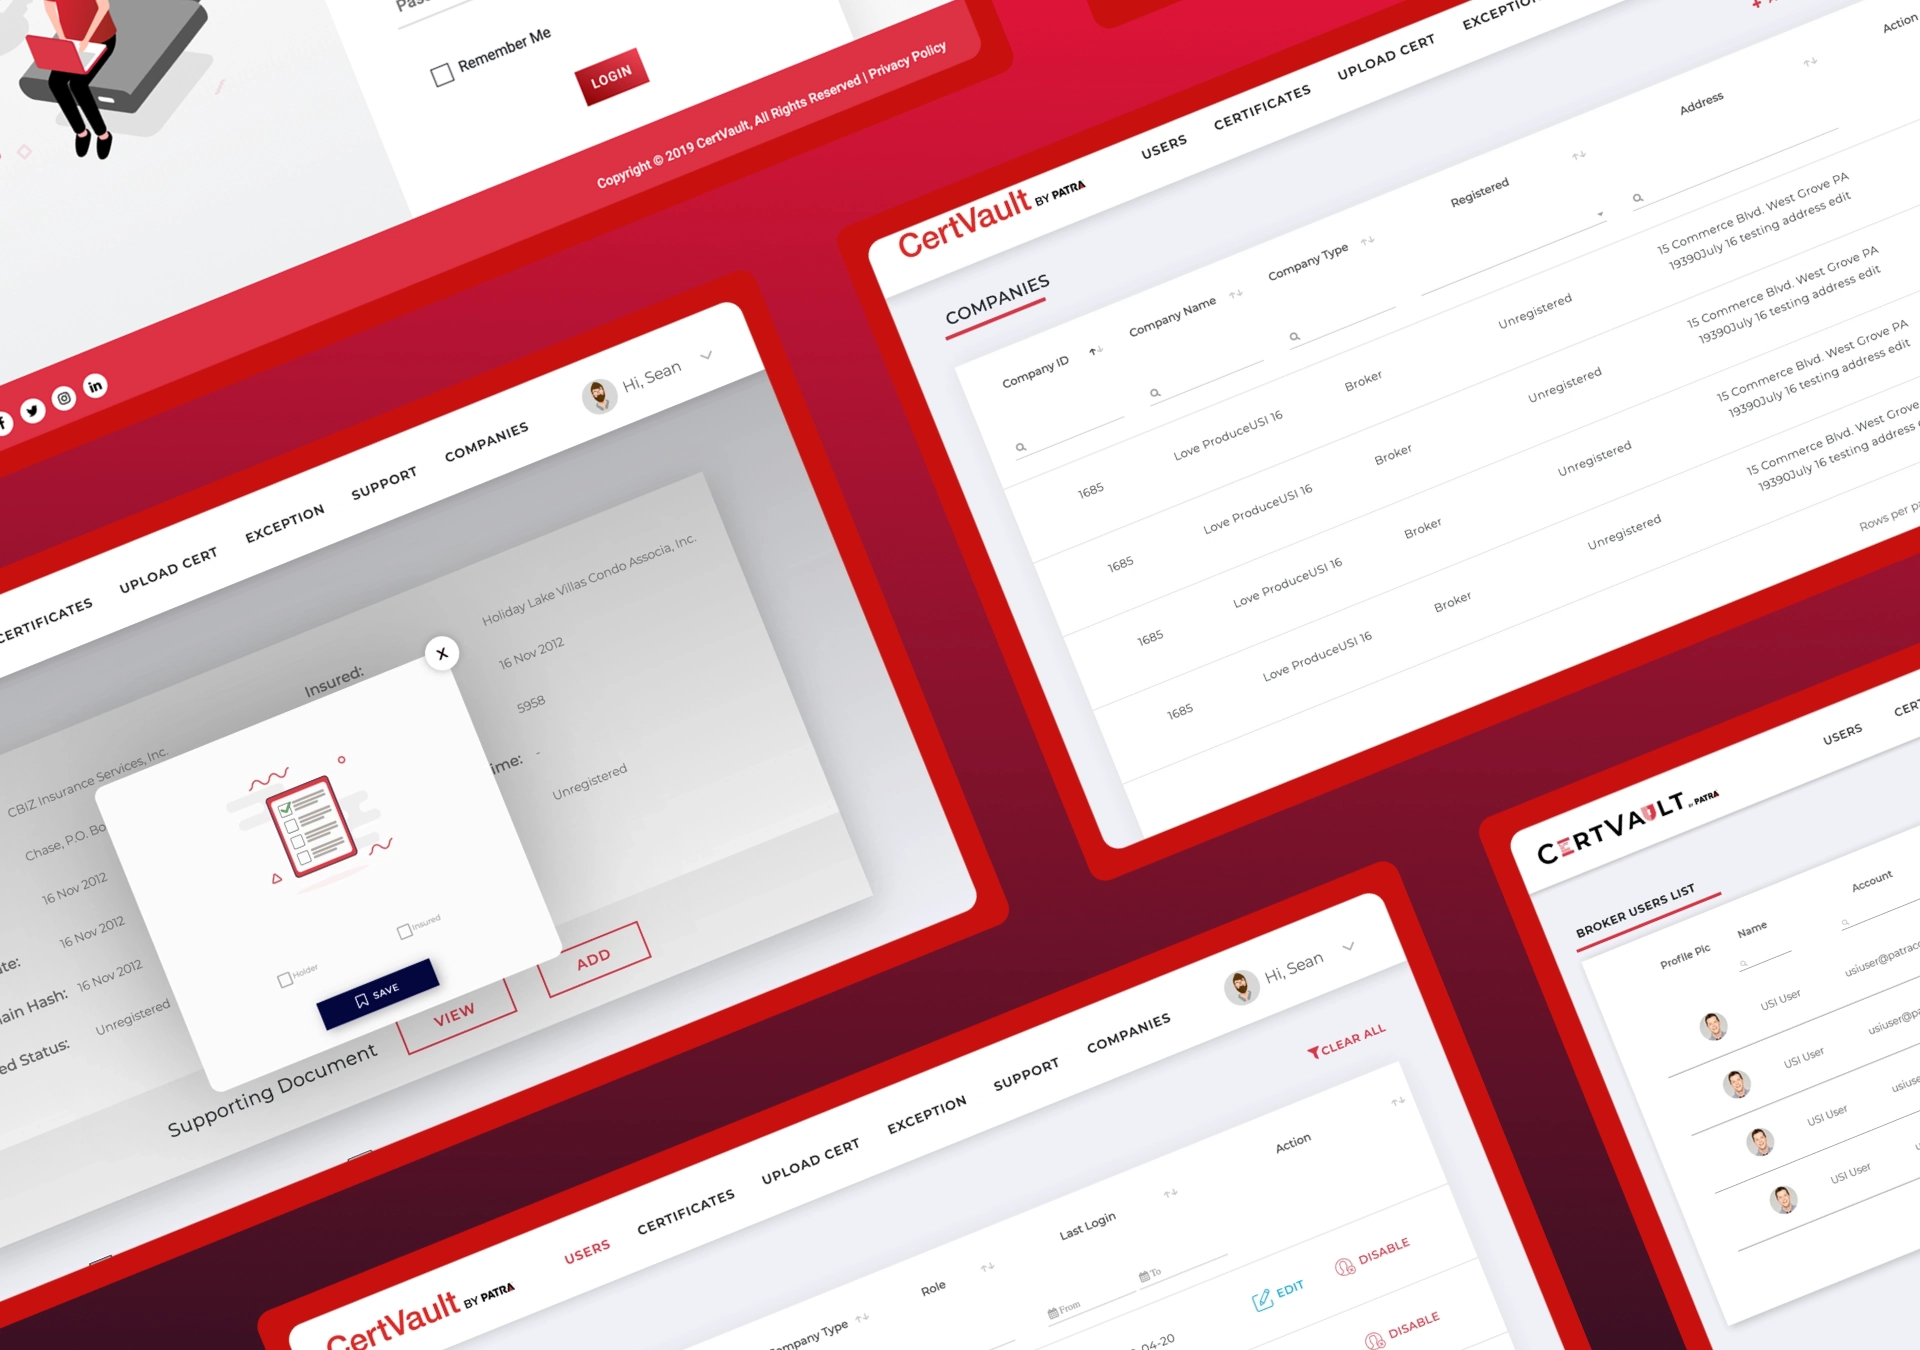 Remember Me
LOGIN
Copyright © 2019 CertVault, All Rights Reserved | Privacy Policy
CERTIFICATES
UPLOAD CERT
EXCEPTION
SUPPORT
COMPANIES
Hi, Sean
CBIZ Insurance Services, Inc.
Chase, P.O. Bo
16 Nov 2012
16 Nov 2012
16 Nov 2012
Unregistered
ain Hash:
ed Status:
Insured:
Holiday Lake Villas Condo Associa, Inc.
16 Nov 2012
5958
ime: -
Unregistered
X
Holder
Insured
SAVE
Supporting Document
VIEW
ADD
CertVault BY PATRA
USERS
CERTIFICATES
UPLOAD CERT
COMPANIES
Company ID
Company Name
Company Type
Registered
Address
Action
1685 Love ProduceUSI 16 Broker Unregistered 15 Commerce Blvd. West Grove PA
19390July 16 testing address edit
1685 Love ProduceUSI 16 Broker Unregistered 15 Commerce Blvd. West Grove PA
19390July 16 testing address edit
1685 Love ProduceUSI 16 Broker Unregistered 15 Commerce Blvd. West Grove PA
19390July 16 testing address edit
1685 Love ProduceUSI 16 Broker Unregistered 15 Commerce Blvd. West Grove
19390July 16 testing address
Rows per
CertVault BY PATRA
USERS
CERTIFICATES
UPLOAD CERT
EXCEPTION
SUPPORT
COMPANIES
Hi, Sean
CLEAR ALL
ompany Type
Role
Last Login
Action
From
To
04-20
EDIT
DISABLE
DISABLE
CERTVAULT BY PATRA
USERS
BROKER USERS LIST
Profile Pic
Name
Account
USI User usiuser@patrac
USI User usiuser@pa
USI User
USI User